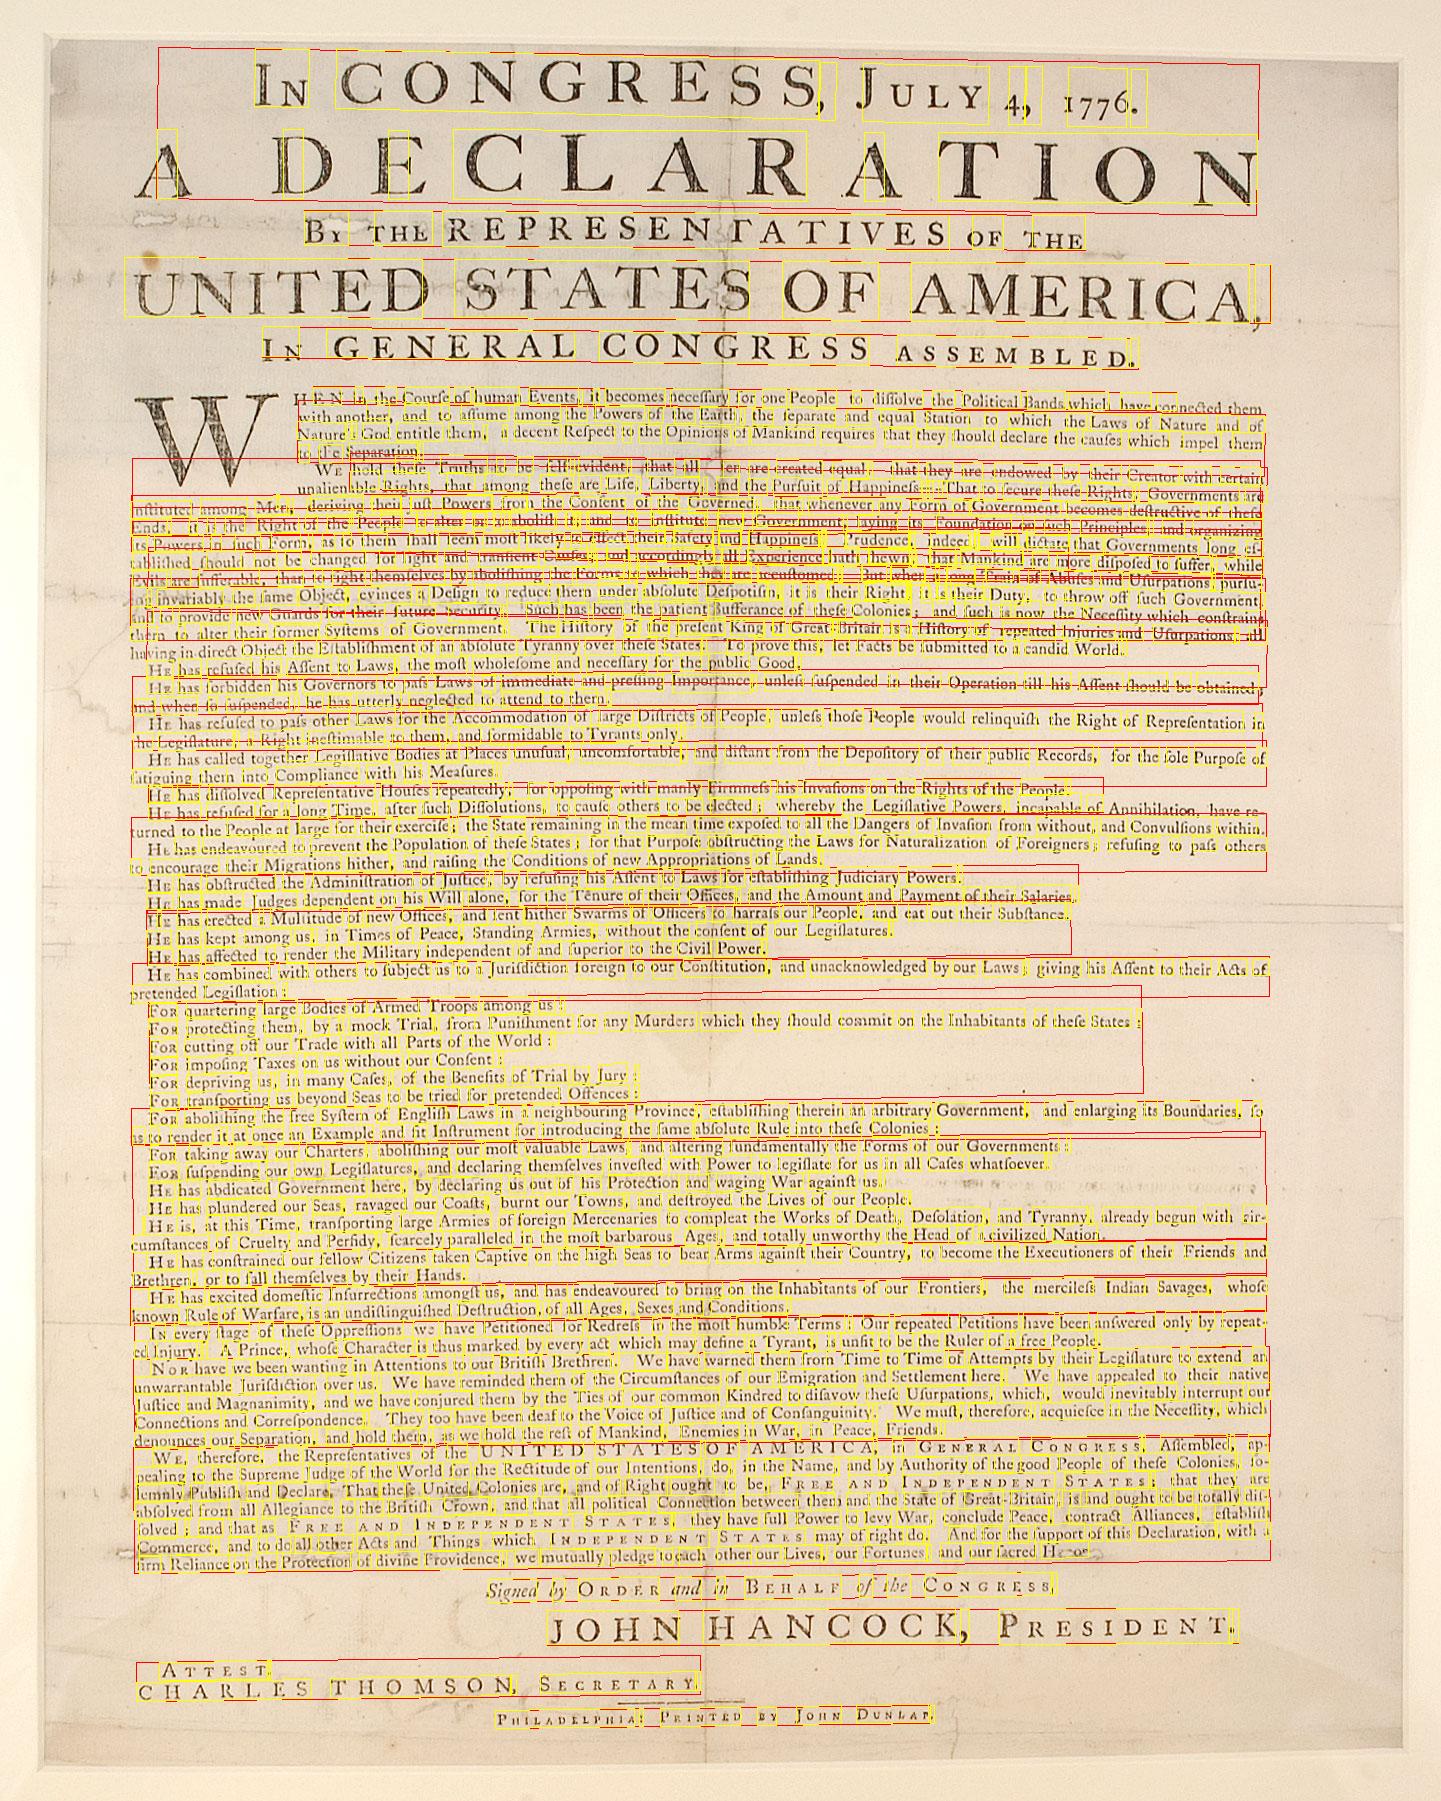 In CONGRESS, July 4, 1776.
A DECLARATION
By the REPRESENTATIVES of the
UNITED STATES OF AMERICA,
In GENERAL CONGRESS assembled.
WHEN in the Course of human Events, it becomes necessary for one People to dissolve the Political Bands which have connected them
with another, and to assume among the Powers of the Earth, the separate and equal Station to which the Laws of Nature and of
Nature's God entitle them, a decent Respect to the Opinions of Mankind requires that they should declare the causes which impel them
to the Separation.
We hold these Truths to be self-evident, that all Men are created equal, that they are endowed by their Creator with certain
unalienable Rights, that among these are Life, Liberty, and the Pursuit of Happiness---That to secure these Rights, Governments are
instituted among Men, deriving their just Powers from the Consent of the Governed, that whenever any Form of Government becomes destructive of these
Ends, it is the Right of the People to alter or to abolish it, and to institute new Government, laying its Foundation on such Principles, and organizing
its Powers in such Form, as to them shall seem most likely to effect their Safety and Happiness. Prudence, indeed, will dictate that Governments long es-
tablished should not be changed for light and transient Causes; and accordingly all Experience hath shewn, that Mankind are more disposed to suffer, while
Evils are sufferable, than to right themselves by abolishing the Forms to which they are accustomed. But when a long Train of Abuses and Usurpations, pursu-
ing invariably the same Object, evinces a Design to reduce them under absolute Despotism, it is their Right, it is their Duty, to throw off such Government,
and to provide new Guards for their future Security. Such has been the patient Sufferance of these Colonies; and such is now the Necessity which constrains
them to alter their former Systems of Government. The History of the present King of Great-Britain is a History of repeated Injuries and Usurpations, all
having in direct Object the Establishment of an absolute Tyranny over these States. To prove this, let Facts be submitted to a candid World.
He has refused his Assent to Laws, the most wholesome and necessary for the public Good.
He has forbidden his Governors to pass Laws of immediate and pressing Importance, unless suspended in their Operation till his Assent should be obtained;
and when so suspended, he has utterly neglected to attend to them.
He has refused to pass other Laws for the Accommodation of large Districts of People, unless those People would relinquish the Right of Representation in
the Legislature, a Right inestimable to them, and formidable to Tyrants only.
He has called together Legislative Bodies at Places unusual, uncomfortable, and distant from the Depository of their public Records, for the sole Purpose of
fatiguing them into Compliance with his Measures.
He has dissolved Representative Houses repeatedly, for opposing with manly Firmness his Invasions on the Rights of the People.
He has refused for a long Time, after such Dissolutions, to cause others to be elected; whereby the Legislative Powers, incapable of Annihilation, have re-
turned to the People at large for their exercise; the State remaining in the mean time exposed to all the Dangers of Invasion from without, and Convulsions within.
He has endeavoured to prevent the Population of these States; for that Purpose obstructing the Laws for Naturalization of Foreigners; refusing to pass others
to encourage their Migrations hither, and raising the Conditions of new Appropriations of Lands.
He has obstructed the Administration of Justice, by refusing his Assent to Laws for establishing Judiciary Powers.
He has made Judges dependent on his Will alone, for the Tenure of their Offices, and the Amount and Payment of their Salaries.
He has erected a Multitude of new Offices, and sent hither Swarms of Officers to harrass our People, and eat out their Substance.
He has kept among us, in Times of Peace, Standing Armies, without the consent of our Legislatures.
He has affected to render the Military independent of and superior to the Civil Power.
He has combined with others to subject us to a Jurisdiction foreign to our Constitution, and unacknowledged by our Laws; giving his Assent to their Acts of
pretended Legislation:
For quartering large Bodies of Armed Troops among us:
For protecting them, by a mock Trial, from Punishment for any Murders which they should commit on the Inhabitants of these States:
For cutting off our Trade with all Parts of the World:
For imposing Taxes on us without our Consent:
For depriving us, in many Cases, of the Benefits of Trial by Jury:
For transporting us beyond Seas to be tried for pretended Offences:
For abolishing the free System of English Laws in a neighbouring Province, establishing therein an arbitrary Government, and enlarging its Boundaries, so
as to render it at once an Example and fit Instrument for introducing the same absolute Rule into these Colonies:
For taking away our Charters, abolishing our most valuable Laws, and altering fundamentally the Forms of our Governments:
For suspending our own Legislatures, and declaring themselves invested with Power to legislate for us in all Cases whatsoever.
He has abdicated Government here, by declaring us out of his Protection and waging War against us.
He has plundered our Seas, ravaged our Coasts, burnt our Towns, and destroyed the Lives of our People.
He is, at this Time, transporting large Armies of foreign Mercenaries to compleat the Works of Death, Desolation, and Tyranny, already begun with cir-
cumstances of Cruelty and Perfidy, scarcely paralleled in the most barbarous Ages, and totally unworthy the Head of a civilized Nation.
He has constrained our fellow Citizens taken Captive on the high Seas to bear Arms against their Country, to become the Executioners of their Friends and
Brethren, or to fall themselves by their Hands.
He has excited domestic Insurrections amongst us, and has endeavoured to bring on the Inhabitants of our Frontiers, the merciless Indian Savages, whose
known Rule of Warfare, is an undistinguished Destruction, of all Ages, Sexes and Conditions.
In every stage of these Oppressions we have Petitioned for Redress in the most humble Terms: Our repeated Petitions have been answered only by repeat-
ed Injury. A Prince, whose Character is thus marked by every act which may define a Tyrant, is unfit to be the Ruler of a free People.
Nor have we been wanting in Attentions to our British Brethren. We have warned them from Time to Time of Attempts by their Legislature to extend an
unwarrantable Jurisdiction over us. We have reminded them of the Circumstances of our Emigration and Settlement here. We have appealed to their native
Justice and Magnanimity, and we have conjured them by the Ties of our common Kindred to disavow these Usurpations, which, would inevitably interrupt our
Connections and Correspondence. They too have been deaf to the Voice of Justice and of Consanguinity. We must, therefore, acquiesce in the Necessity, which
denounces our Separation, and hold them, as we hold the rest of Mankind, Enemies in War, in Peace, Friends.
We, therefore, the Representatives of the UNITED STATES OF AMERICA, in General Congress, Assembled, ap-
pealing to the Supreme Judge of the World for the Rectitude of our Intentions, do, in the Name, and by Authority of the good People of these Colonies, so-
lemnly Publish and Declare, That these United Colonies are, and of Right ought to be, Free and Independent States; that they are
absolved from all Allegiance to the British Crown, and that all political Connection between them and the State of Great-Britain, is and ought to be totally dis-
solved; and that as Free and Independent States, they have full Power to levy War, conclude Peace, contract Alliances, establish
Commerce, and to do all other Acts and Things which Independent States may of right do. And for the support of this Declaration, with a
firm Reliance on the Protection of divine Providence, we mutually pledge to each other our Lives, our Fortunes, and our sacred Honor.
Signed by Order and in Behalf of the Congress,
JOHN HANCOCK, President.
Attest.
CHARLES THOMSON, Secretary.
Philadelphia: Printed by John Dunlap.